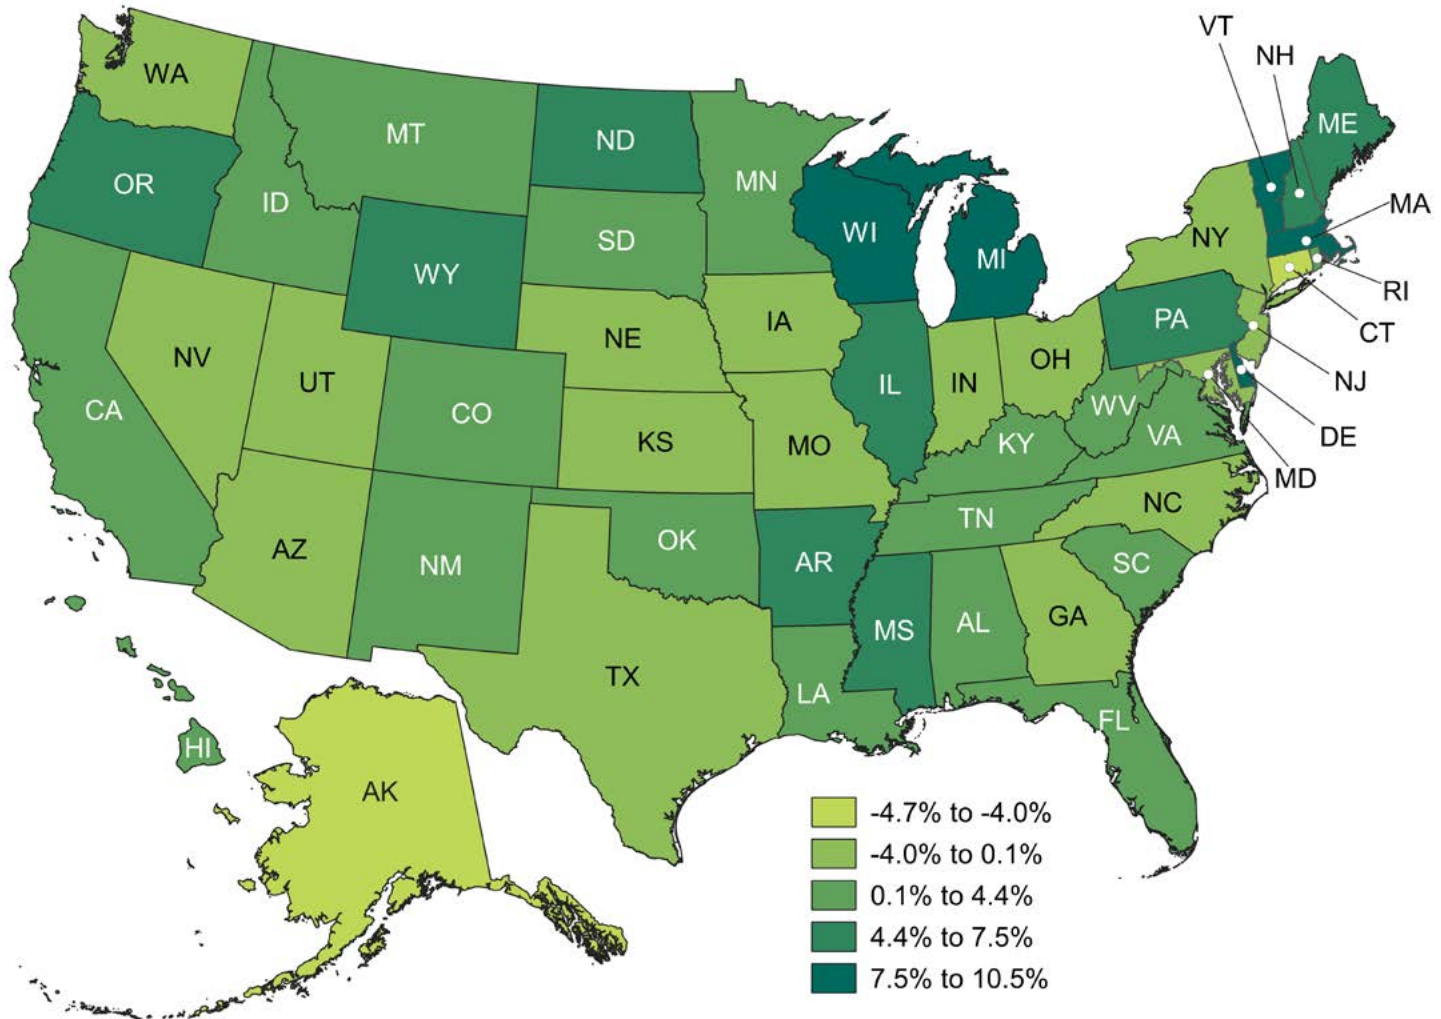 VT
NH
WA
ME
MT
ND
OR
MN
ID
MA
WI
NY
SD
MI
WY
RI
PA
IA
CT
NE
NV
OH
UT
IL
IN
NJ
CA
CO
WV
VA
DE
KS
MO
KY
MD
NC
TN
OK
AZ
AR
NM
SC
GA
AL
MS
TX
LA
FL
HI
AK
-4.7% to -4.0%
-4.0% to 0.1%
0.1% to 4.4%
4.4% to 7.5%
7.5% to 10.5%